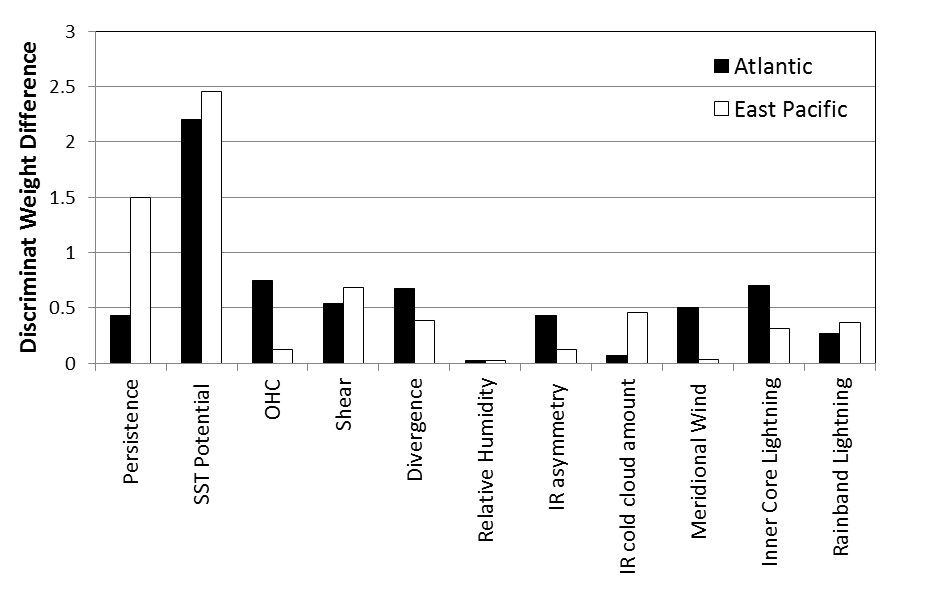 Discriminat Weight Difference
3
2.5
2
1.5
1
0.5
0
Atlantic
East Pacific
Persistence
SST Potential
OHC
Shear
Divergence
Relative Humidity
IR asymmetry
IR cold cloud amount
Meridional Wind
Inner Core Lightning
Rainband Lightning